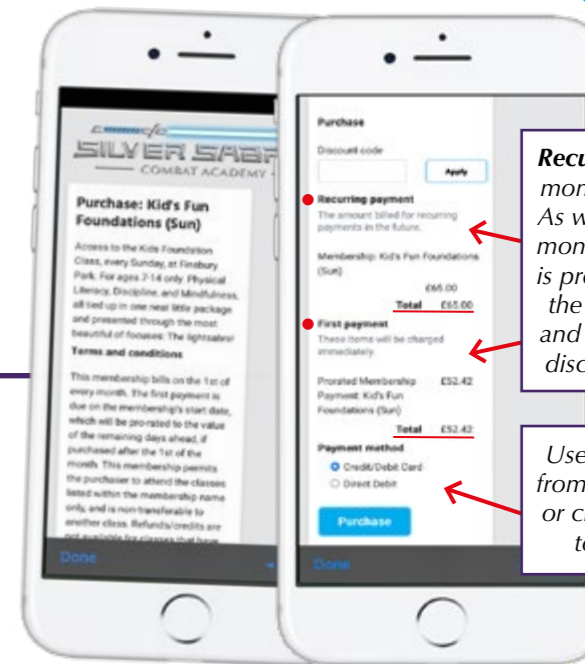 SILVER SABR
COMBAT ACADEMY
Purchase: Kid's Fun
Foundations (Sun)
Access to the Kids Foundation
Class, every Sunday, at Finsbury
Park. For ages 7-14 only. Physical
Literacy, Discipline, and Mindfulness,
all tied up in one neat little package
and presented through the most
beautiful of focuses: The lightsabre!
Terms and conditions
This membership bills on the 1st of
every month. The first payment is
due on the membership's start date,
which will be pro-rated to the value
of the remaining days ahead, if
purchased after the 1st of the
month. This membership permits
the purchaser to attend the classes
listed within the membership name
only, and is non-transferable to
another class. Refunds/credits are
not available for classes that have
Done
Purchase
Discount code
Apply
Recurring payment
The amount billed for recurring
payments in the future.
Membership: Kid's Fun Foundations
(Sun)
£65.00
Total £65.00
First payment
These items will be charged
immediately.
Prorated Membership £52.42
Payment: Kid's Fun
Foundations (Sun)
Total £52.42
Payment method
Credit/Debit Card
Direct Debit
Purchase
Done
Recu
mon
As w
mon
is pr
the
and
disc
Use
from
or c
t